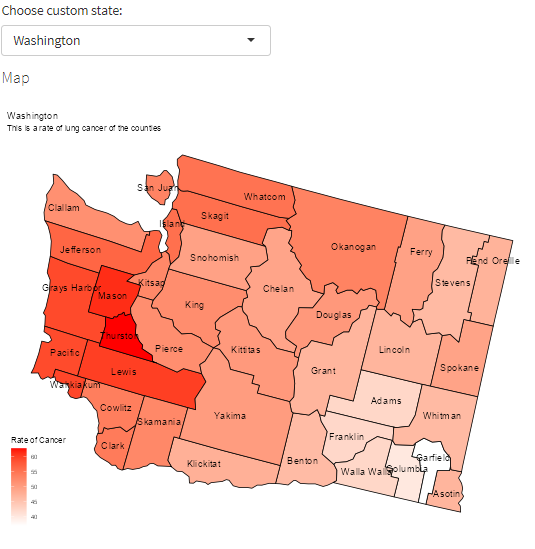 Choose custom state:
Washington
Map
Washington
This is a rate of lung cancer of the counties
San Juan
Whatcom
Clallam
Skagit
Island
Jefferson
Okanogan
Ferry
Snohomish
Pend Oreille
Stevens
Kitsap
Grays Harbor
Mason
Chelan
King
Douglas
Thurston
Pierce
Kittitas
Lincoln
Pacific
Spokane
Lewis
Grant
Wahkiakum
Adams
Cowlitz
Yakima
Whitman
Skamania
Franklin
Clark
Garfield
Klickitat
Benton
Walla Walla
Columbia
Asotin
Rate of Cancer
60
55
50
45
40